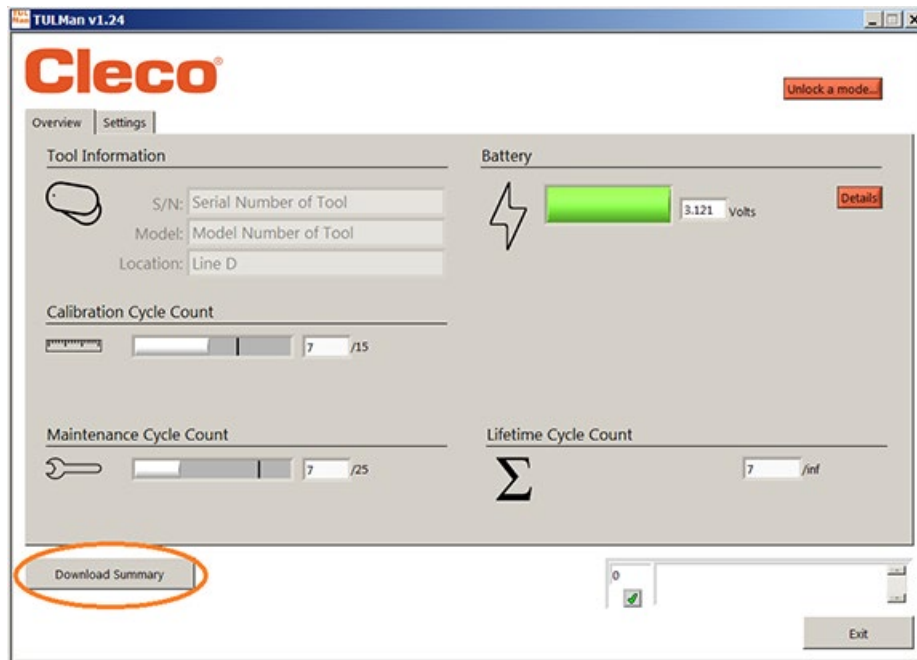 TULMan v1.24
Cleco®
Unlock a mode...
Overview
Settings
Tool Information
S/N: Serial Number of Tool
Model: Model Number of Tool
Location: Line D
Battery
3.121 Volts
Details
Calibration Cycle Count
7 /15
Maintenance Cycle Count
7 /25
Lifetime Cycle Count
Σ
7 /inf
Download Summary
0
Exit